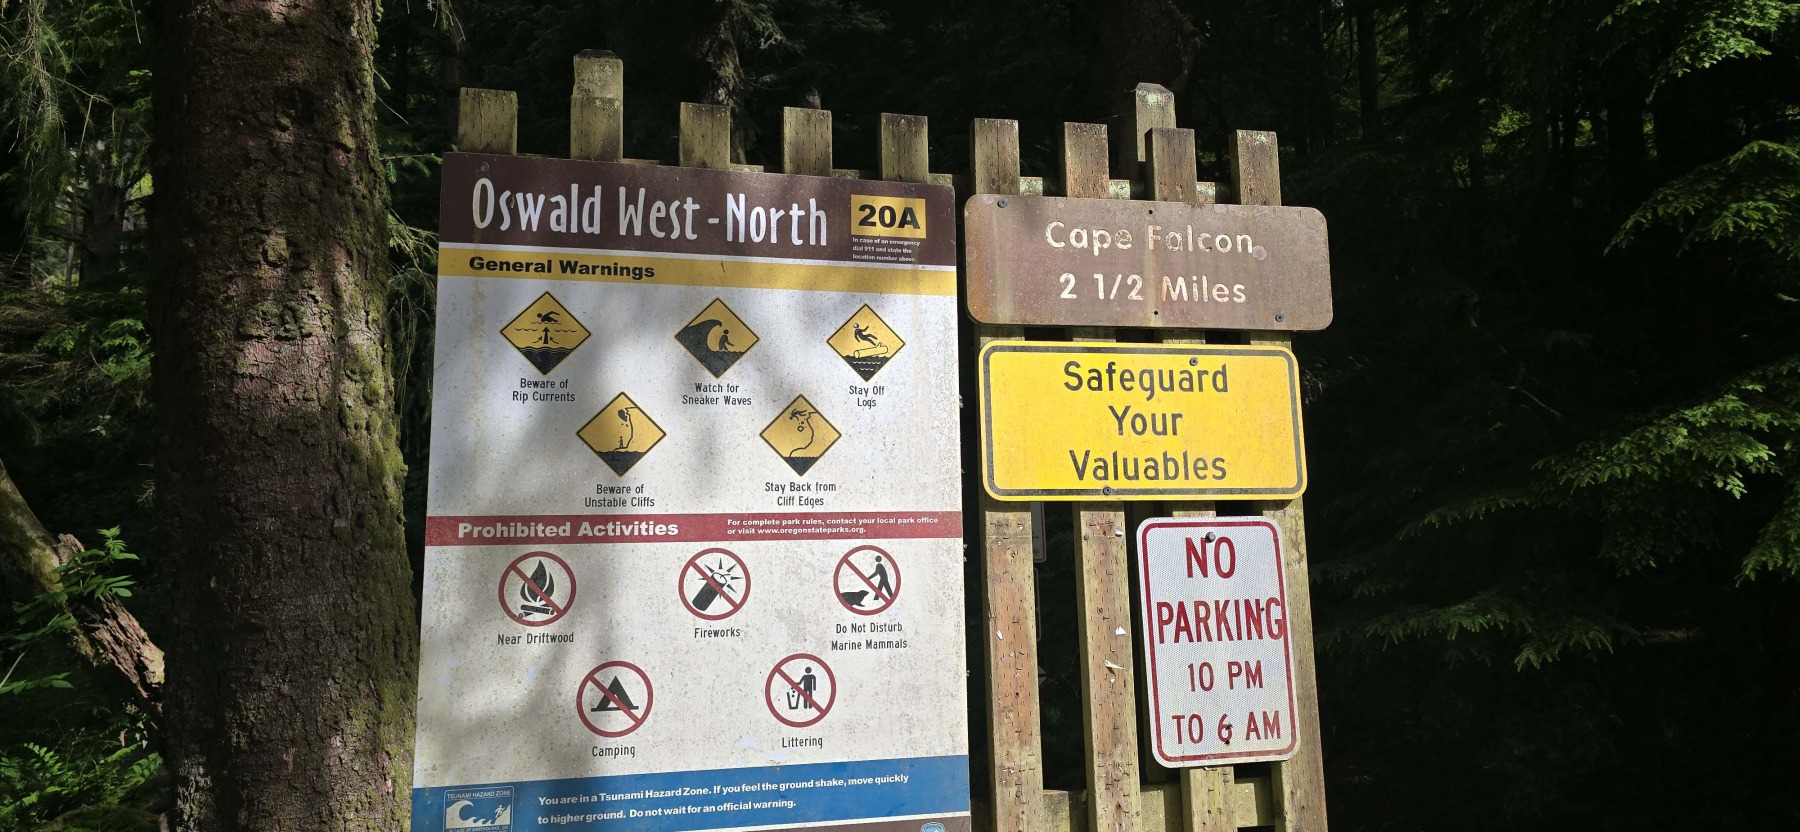 Oswald West-North
20A
In case of an emergency
dial 911 and state the
location number above.
General Warnings
Beware of
Rip Currents
Watch for
Sneaker Waves
Stay Off
Logs
Beware of
Unstable Cliffs
Stay Back from
Cliff Edges
Prohibited Activities
For complete park rules, contact your local park office
or visit www.oregonstateparks.org.
Near Driftwood
Fireworks
Do Not Disturb
Marine Mammals
Camping
Littering
TSUNAMI HAZARD ZONE
You are in a Tsunami Hazard Zone. If you feel the ground shake, move quickly
to higher ground. Do not wait for an official warning.
Cape Falcon
2 1/2 Miles
Safeguard
Your
Valuables
NO
PARKING
10 PM
TO 6 AM